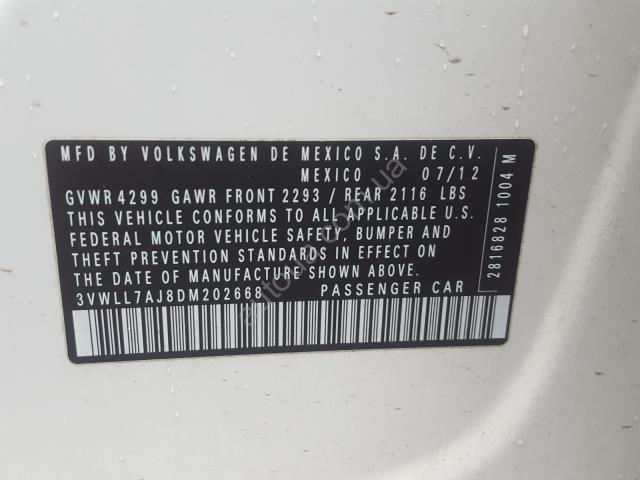 MFD BY VOLKSWAGEN DE MEXICO S.A. DE C.V.
MEXICO 07/12
GVWR 4299 GAWR FRONT 2293 / REAR 2116 LBS
THIS VEHICLE CONFORMS TO ALL APPLICABLE U.S.
FEDERAL MOTOR VEHICLE SAFETY, BUMPER AND
THEFT PREVENTION STANDARDS IN EFFECT ON
THE DATE OF MANUFACTURE SHOWN ABOVE
3VWLL7AJ8DM202668 PASSENGER CAR
2816828 1004 M